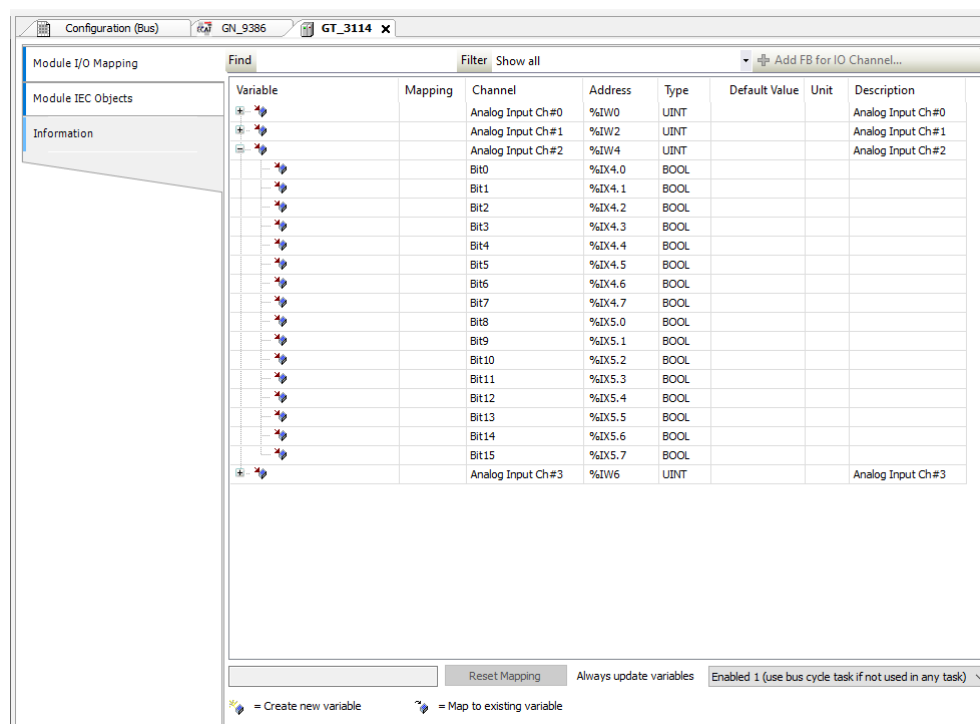 Configuration (Bus) ECAT GN_9386 GT_3114 x
Module I/O Mapping
Module IEC Objects
Information
Find Filter Show all Add FB for IO Channel...
Variable Mapping Channel Address Type Default Value Unit Description
Analog Input Ch#0 %IW0 UINT Analog Input Ch#0
Analog Input Ch#1 %IW2 UINT Analog Input Ch#1
Analog Input Ch#2 %IW4 UINT Analog Input Ch#2
Bit0 %IX4.0 BOOL
Bit1 %IX4.1 BOOL
Bit2 %IX4.2 BOOL
Bit3 %IX4.3 BOOL
Bit4 %IX4.4 BOOL
Bit5 %IX4.5 BOOL
Bit6 %IX4.6 BOOL
Bit7 %IX4.7 BOOL
Bit8 %IX5.0 BOOL
Bit9 %IX5.1 BOOL
Bit10 %IX5.2 BOOL
Bit11 %IX5.3 BOOL
Bit12 %IX5.4 BOOL
Bit13 %IX5.5 BOOL
Bit14 %IX5.6 BOOL
Bit15 %IX5.7 BOOL
Analog Input Ch#3 %IW6 UINT Analog Input Ch#3
Reset Mapping Always update variables Enabled 1 (use bus cycle task if not used in any task)
= Create new variable = Map to existing variable